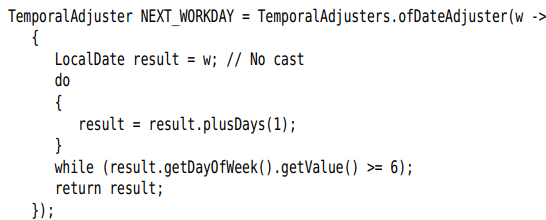 TemporalAdjuster NEXT_WORKDAY = TemporalAdjusters.ofDateAdjuster(w ->
{
LocalDate result = w; // No cast
do
{
result = result.plusDays(1);
}
while (result.getDayOfWeek().getValue() >= 6);
return result;
});